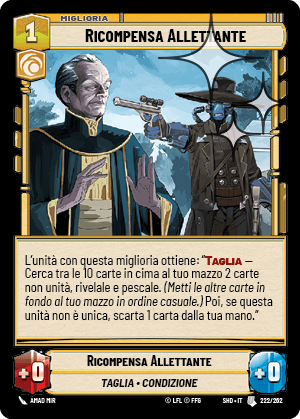 MIGLIORIA
1
RICOMPENSA ALLETTANTE
L'unità con questa miglioria ottiene: "TAGLIA –
Cerca tra le 10 carte in cima al tuo mazzo 2 carte
non unità, rivelale e pescale. (Metti le altre carte in
fondo al tuo mazzo in ordine casuale.) Poi, se questa
unità non è unica, scarta 1 carta dalla tua mano."
RICOMPENSA ALLETTANTE
+0
TAGLIA • CONDIZIONE
+0
AMAD MIR
© LFL © FFG
SHD • IT
222/262